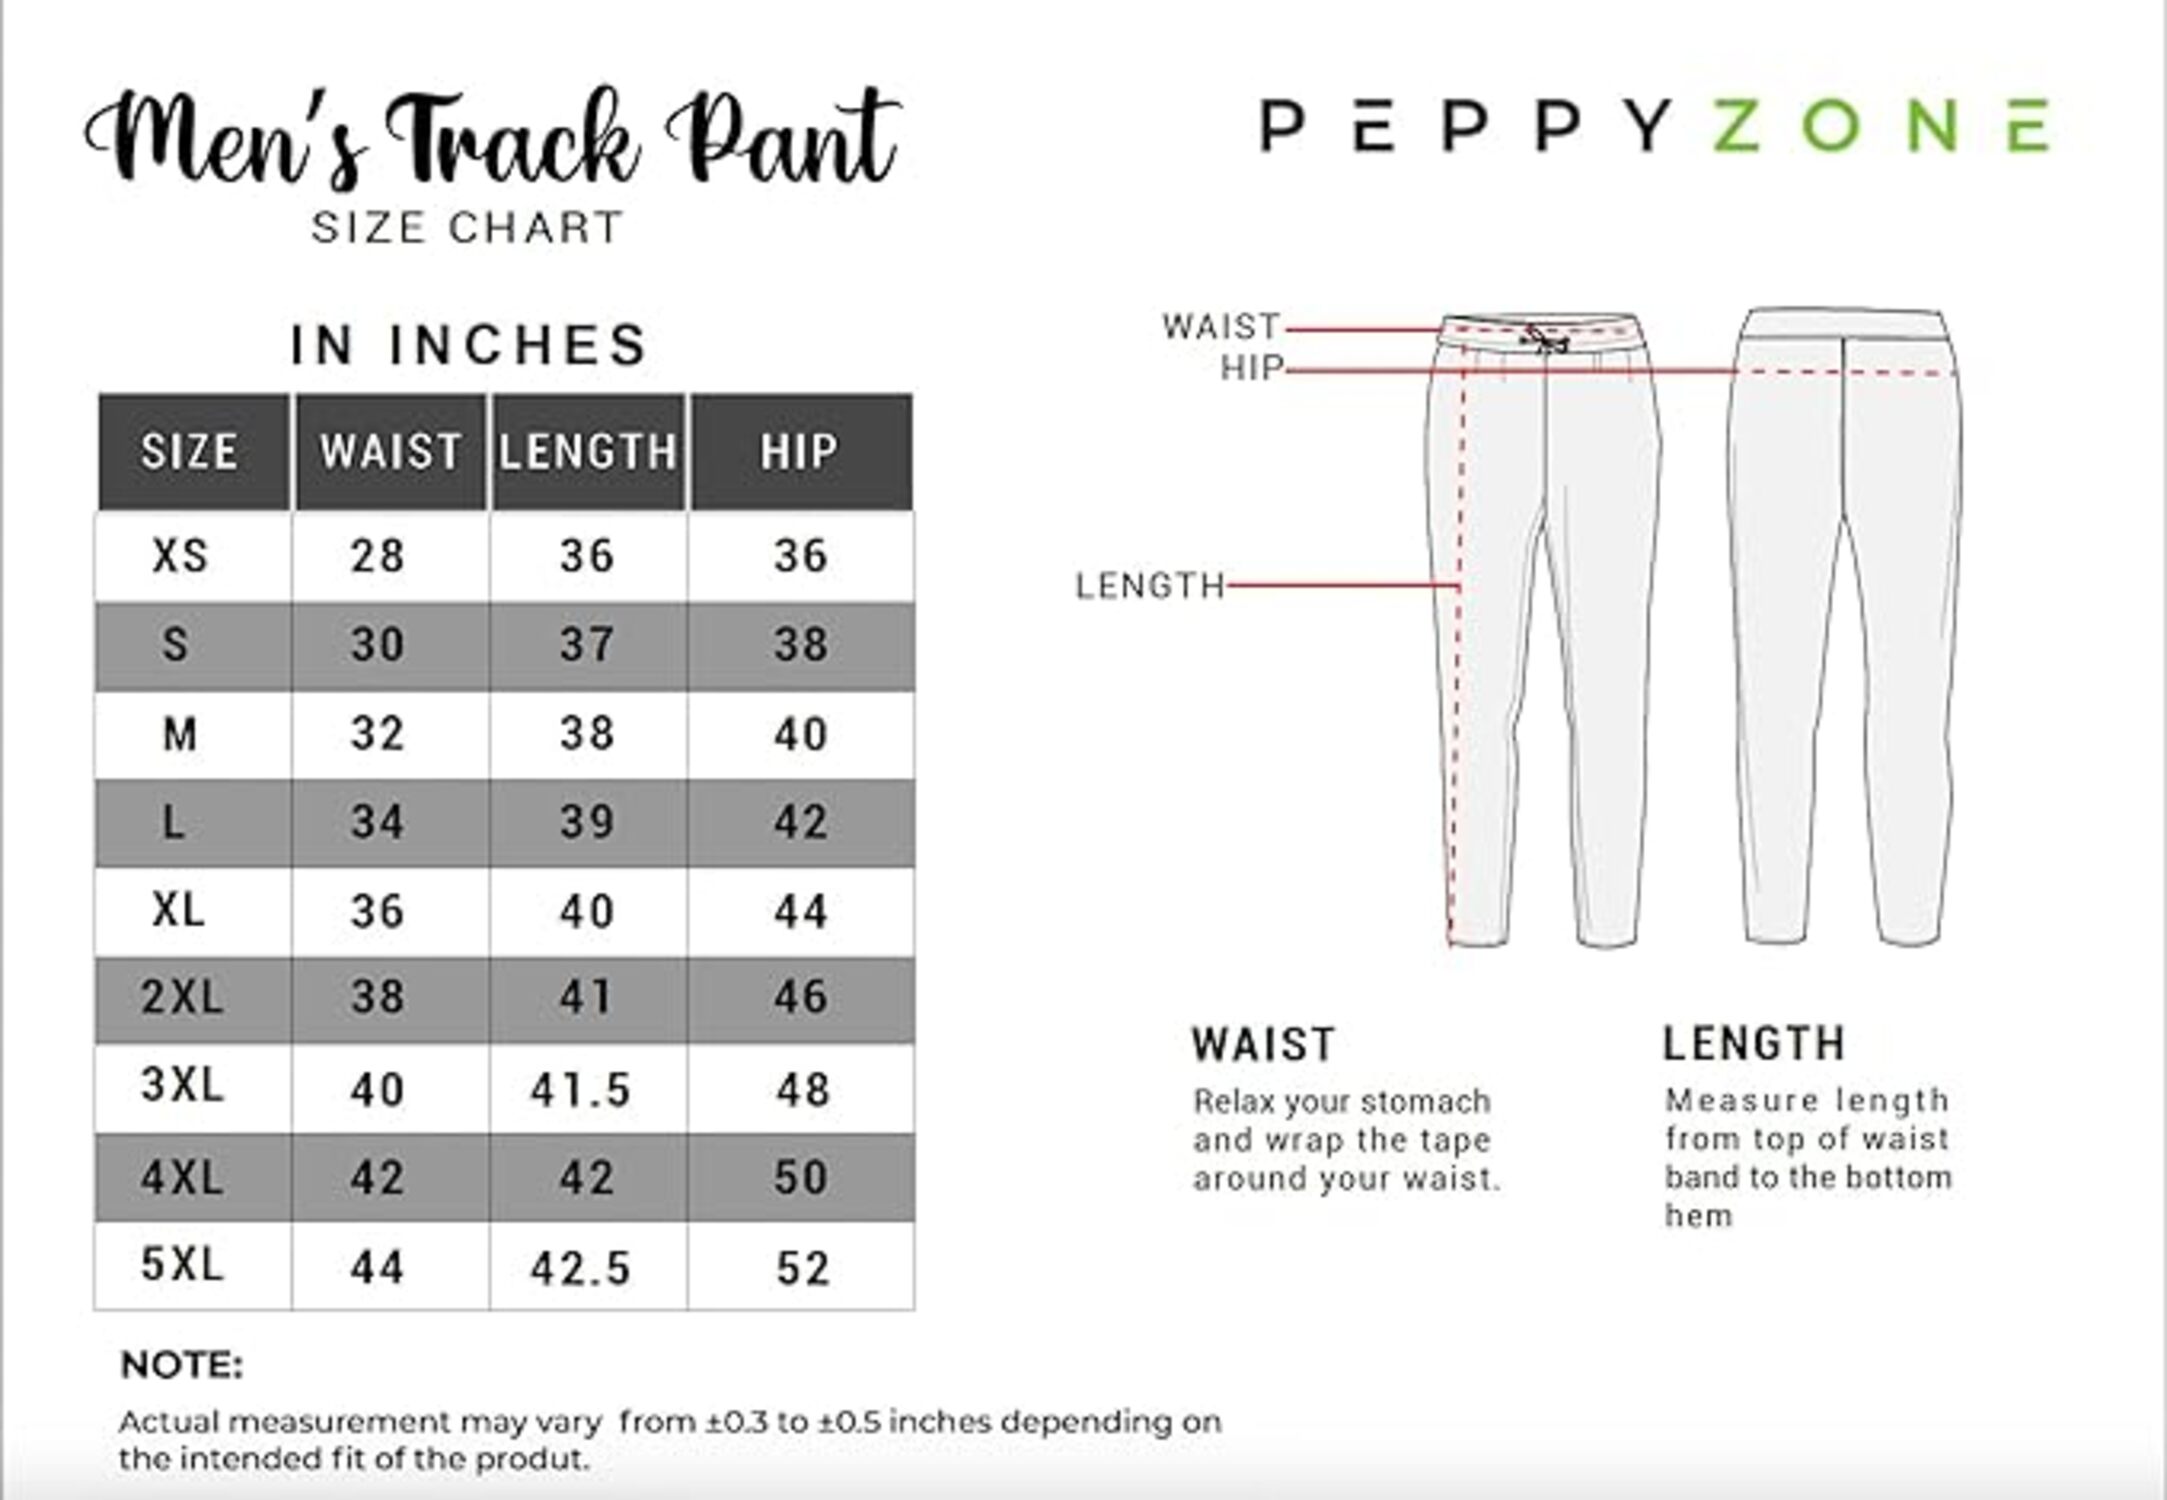 Men's Track Pant
SIZE CHART
PEPPYZONE
IN INCHES
SIZE WAIST LENGTH HIP
XS 28 36 36
S 30 37 38
M 32 38 40
L 34 39 42
XL 36 40 44
2XL 38 41 46
3XL 40 41.5 48
4XL 42 42 50
5XL 44 42.5 52
NOTE:
Actual measurement may vary from ±0.3 to ±0.5 inches depending on
the intended fit of the produt.
WAIST
HIP
LENGTH
WAIST
Relax your stomach
and wrap the tape
around your waist.
LENGTH
Measure length
from top of waist
band to the bottom
hem